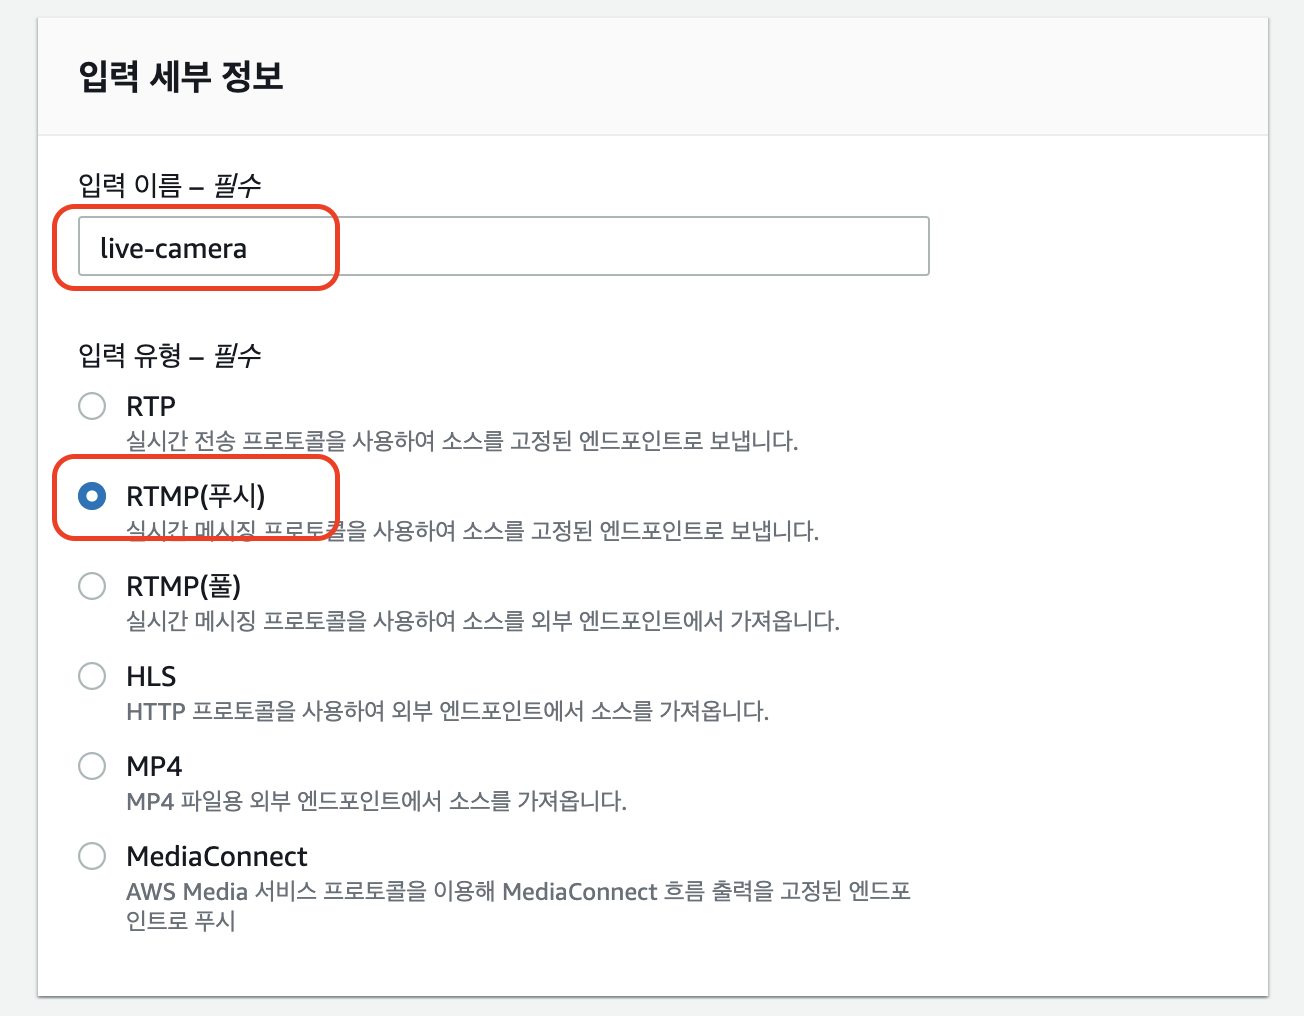 입력 세부 정보
입력 이름 – 필수
live-camera
입력 유형 – 필수
RTP
실시간 전송 프로토콜을 사용하여 소스를 고정된 엔드포인트로 보냅니다.
RTMP(푸시)
실시간 메시징 프로토콜을 사용하여 소스를 고정된 엔드포인트로 보냅니다.
RTMP(풀)
실시간 메시징 프로토콜을 사용하여 소스를 외부 엔드포인트에서 가져옵니다.
HLS
HTTP 프로토콜을 사용하여 외부 엔드포인트에서 소스를 가져옵니다.
MP4
MP4 파일용 외부 엔드포인트에서 소스를 가져옵니다.
MediaConnect
AWS Media 서비스 프로토콜을 이용해 MediaConnect 흐름 출력을 고정된 엔드포
인트로 푸시